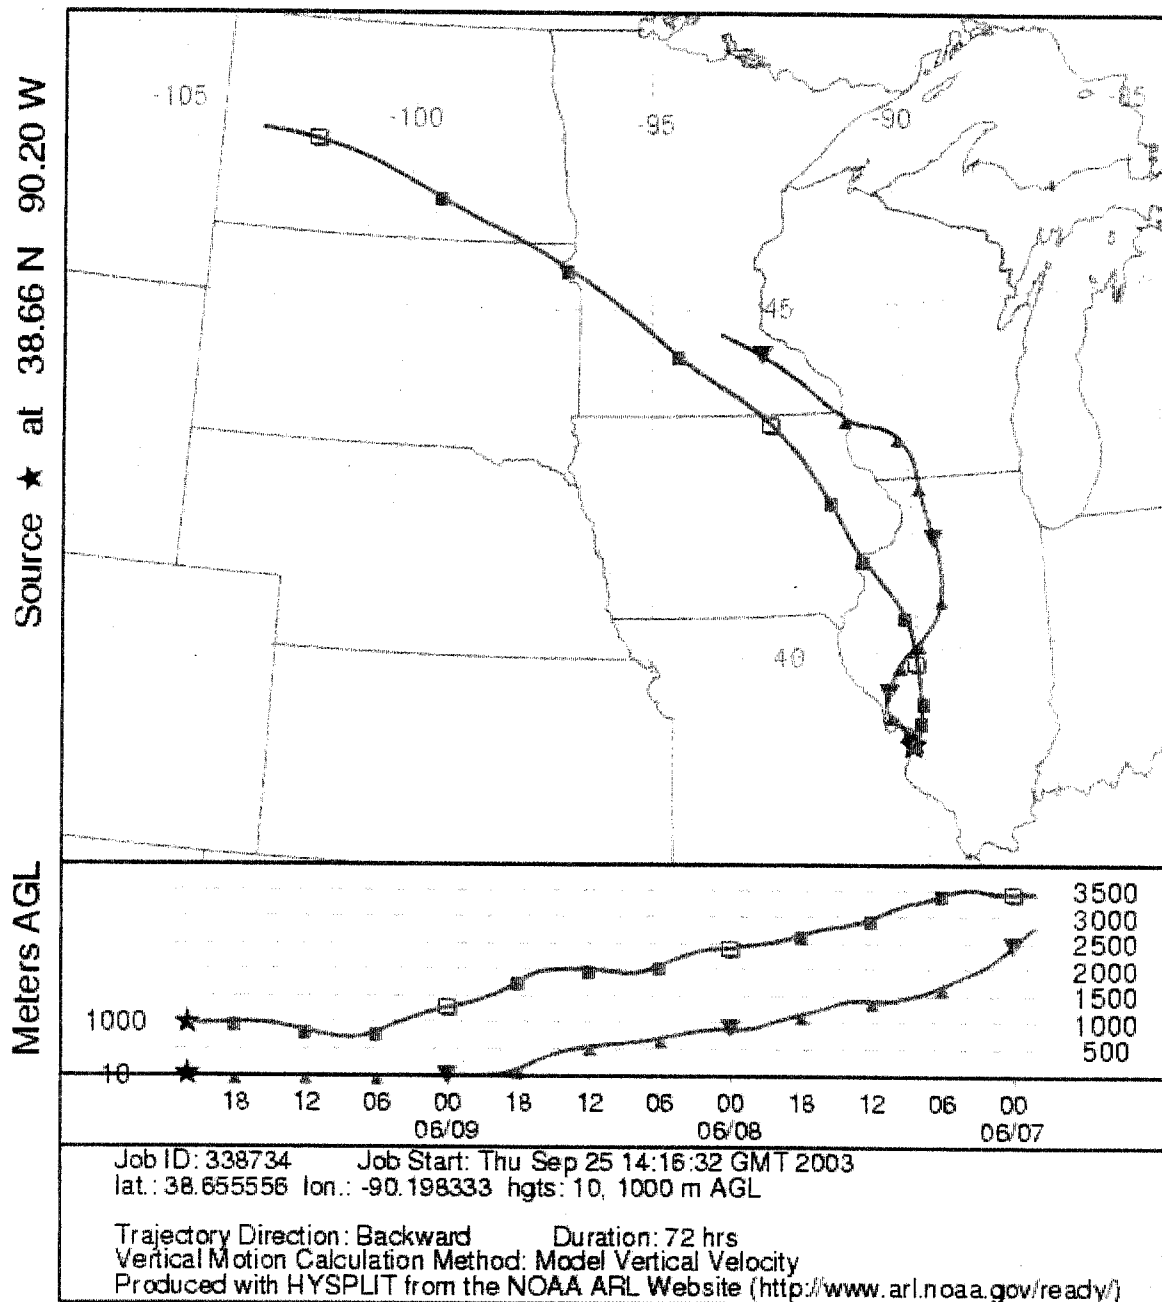 Source ★ at 38.66 N 90.20 W
-105
-100
-95
-90
-85
45
40
Meters AGL
1000
10
3500
3000
2500
2000
1500
1000
500
18 12 06 00 18 12 06 00 18 12 06 00
06/09 06/08 06/07
Job ID: 338734 Job Start: Thu Sep 25 14:16:32 GMT 2003
lat.: 38.655556 lon.: -90.198333 hgts: 10, 1000 m AGL
Trajectory Direction: Backward Duration: 72 hrs
Vertical Motion Calculation Method: Model Vertical Velocity
Produced with HYSPLIT from the NOAA ARL Website (http://www.arl.noaa.gov/ready/)